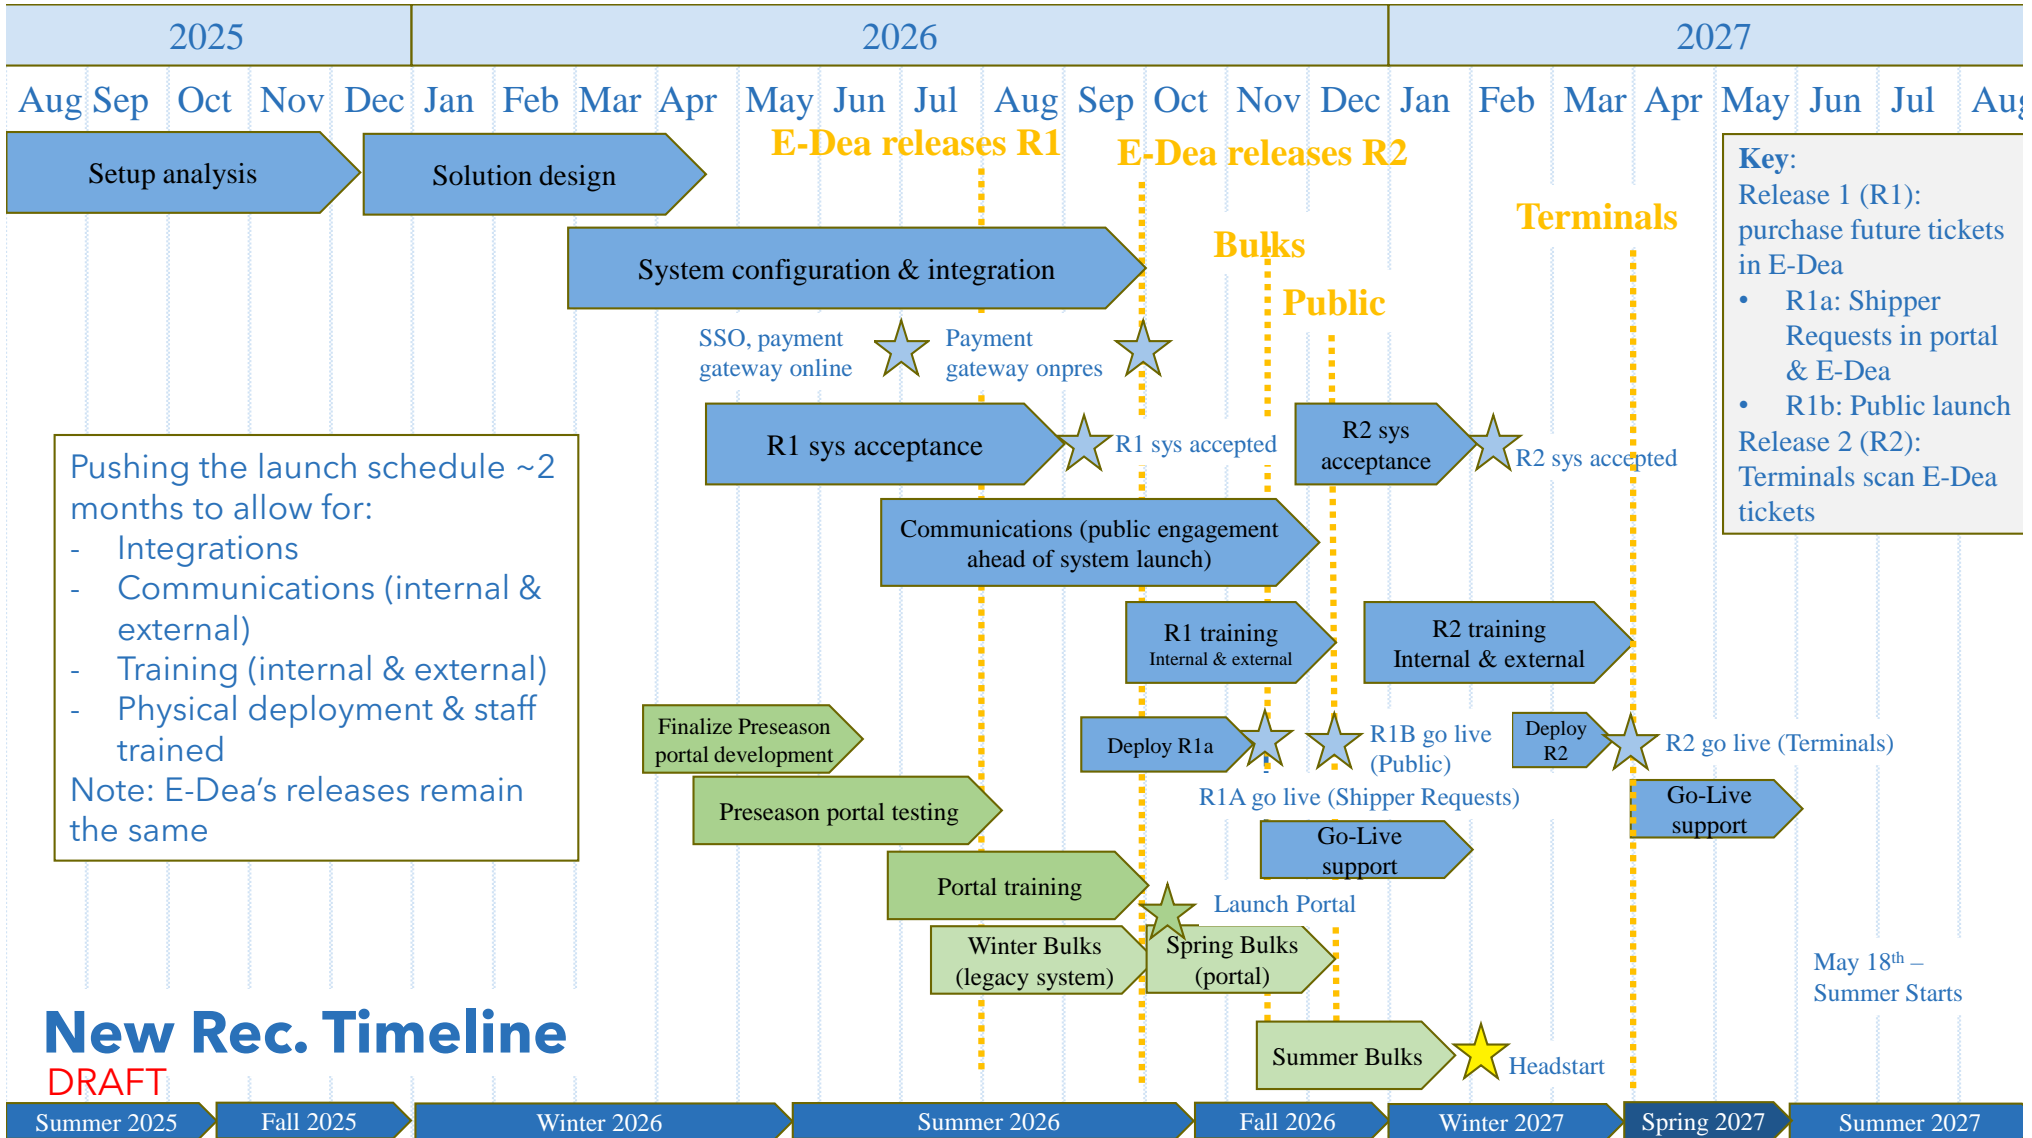 2025
2026
2027
Aug Sep Oct Nov Dec Jan Feb Mar Apr May Jun Jul Aug Sep Oct Nov Dec Jan Feb Mar Apr May Jun Jul Aug
E-Dea releases R1
E-Dea releases R2
Setup analysis
Solution design
Terminals
Bulks
Public
System configuration & integration
SSO, payment
gateway online
Payment
gateway onpres
R1 sys acceptance
R1 sys accepted
R2 sys
acceptance
R2 sys accepted
Key:
Release 1 (R1):
purchase future tickets
in E-Dea
• R1a: Shipper
Requests in portal
& E-Dea
• R1b: Public launch
Release 2 (R2):
Terminals scan E-Dea
tickets
Pushing the launch schedule ~2
months to allow for:
- Integrations
- Communications (internal &
external)
- Training (internal & external)
- Physical deployment & staff
trained
Note: E-Dea’s releases remain
the same
Communications (public engagement
ahead of system launch)
R1 training
Internal & external
R2 training
Internal & external
Finalize Preseason
portal development
Deploy R1a
R1B go live
(Public)
Deploy
R2
R2 go live (Terminals)
R1A go live (Shipper Requests)
Preseason portal testing
Go-Live
support
Go-Live
support
Portal training
Launch Portal
Winter Bulks
(legacy system)
Spring Bulks
(portal)
May 18th –
Summer Starts
Summer Bulks
Headstart
New Rec. Timeline
DRAFT
Summer 2025
Fall 2025
Winter 2026
Summer 2026
Fall 2026
Winter 2027
Spring 2027
Summer 2027